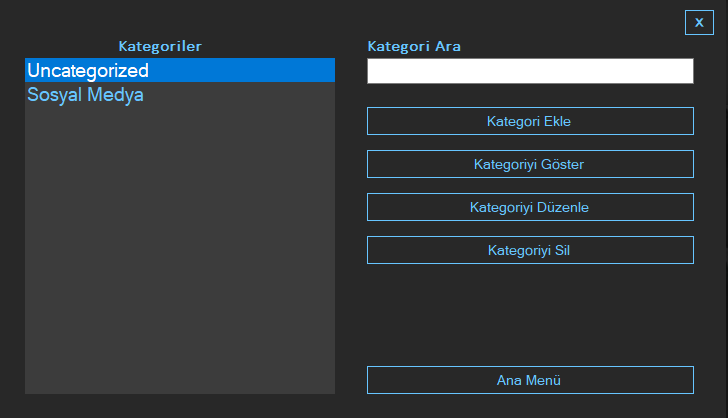 x
Kategoriler
Uncategorized
Sosyal Medya
Kategori Ara
Kategori Ekle
Kategoriyi Göster
Kategoriyi Düzenle
Kategoriyi Sil
Ana Menü